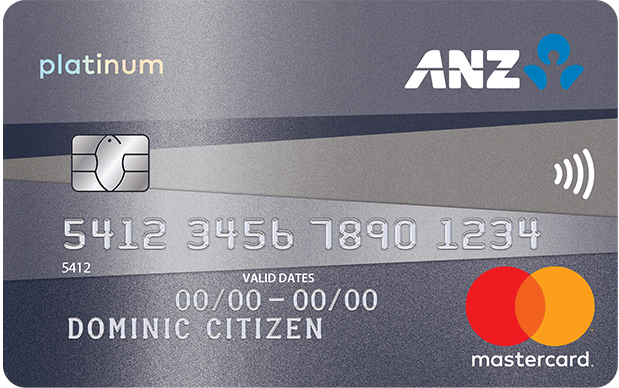 platinum
ANZ
5412 3456 7890 1234
5412
VALID DATES
00/00 – 00/00
DOMINIC CITIZEN
mastercard.